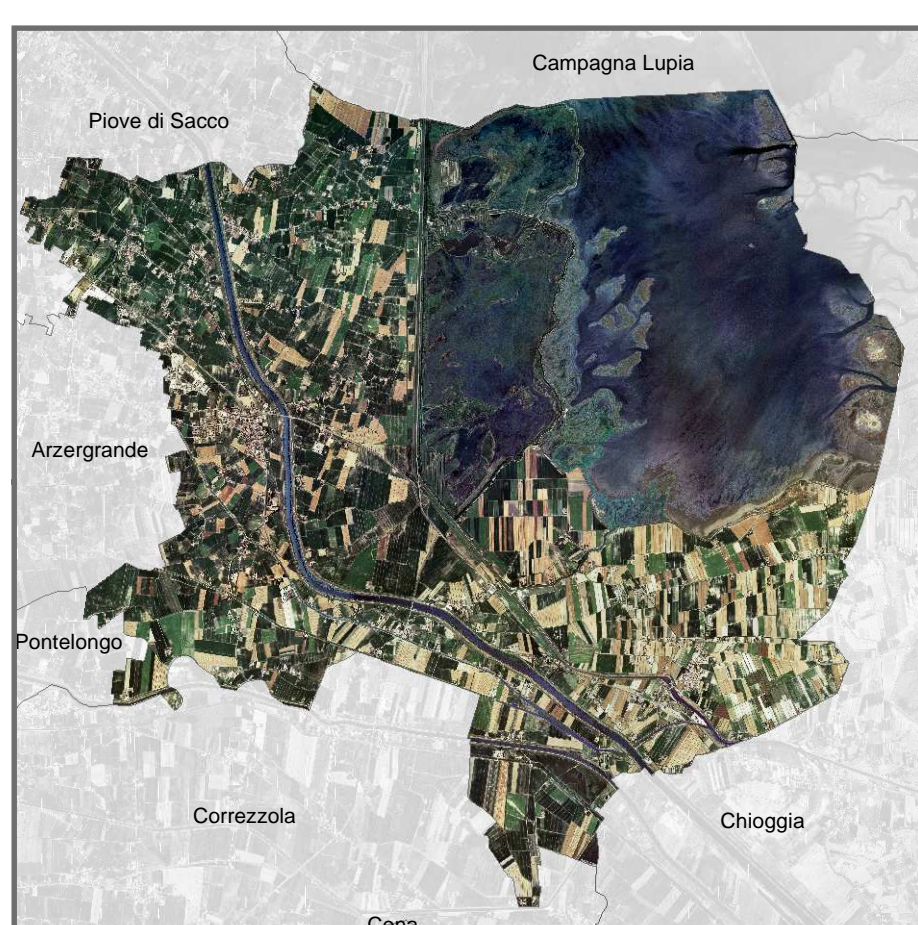 Campagna Lupia
Piove di Sacco
Arzergrande
Pontelongo
Correzzola
Chioggia
Cona